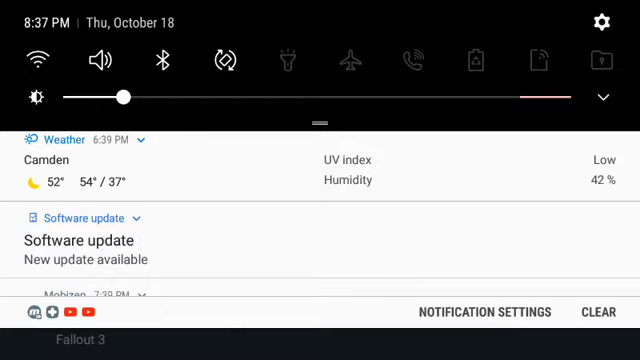 8:37 PM | Thu, October 18
Weather 6:39 PM
Camden
UV index Low
52° 54° / 37°
Humidity 42 %
Software update
Software update
New update available
Mobizen 7:39 PM
NOTIFICATION SETTINGS CLEAR
Fallout 3